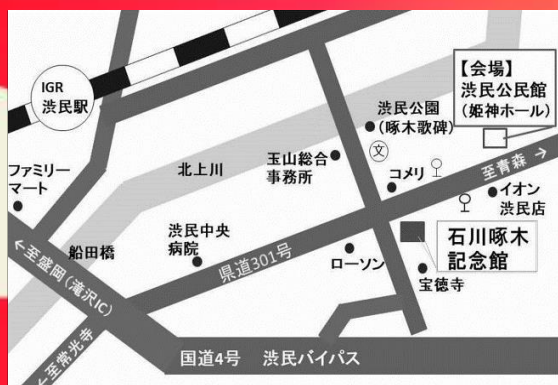 IGR
渋民駅
【会場】
渋民公民館
(姫神ホール)
渋民公園
(啄木歌碑)
文
至青森→
ファミリー
マート
北上川
玉山総合
事務所
コメリ
イオン
渋民店
←至盛岡(滝沢IC)
船田橋
渋民中央
病院
県道301号
ローソン
石川啄木
記念館
宝徳寺
←至常光寺
国道4号 渋民バイパス